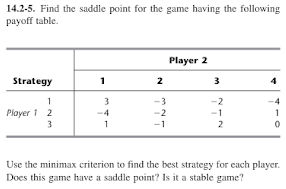 14.2-5. Find the saddle point for the game having the following
payoff table.
Player 2
Strategy 1 2 3 4
1 3 −3 −2 −4
Player 1 2 −4 −2 −1 1
3 1 −1 2 0
Use the minimax criterion to find the best strategy for each player.
Does this game have a saddle point? Is it a stable game?